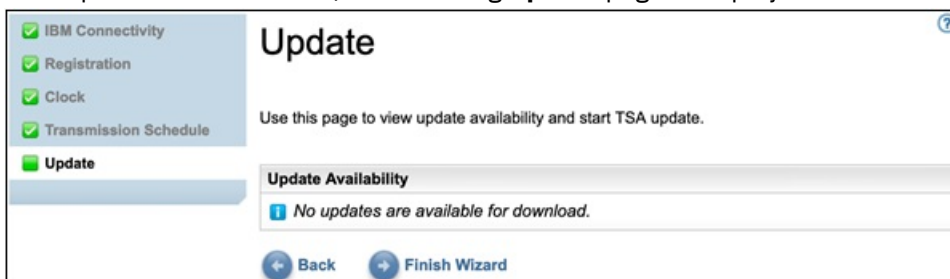 IBM Connectivity
Registration
Clock
Transmission Schedule
Update
Update
Use this page to view update availability and start TSA update.
Update Availability
No updates are available for download.
Back
Finish Wizard